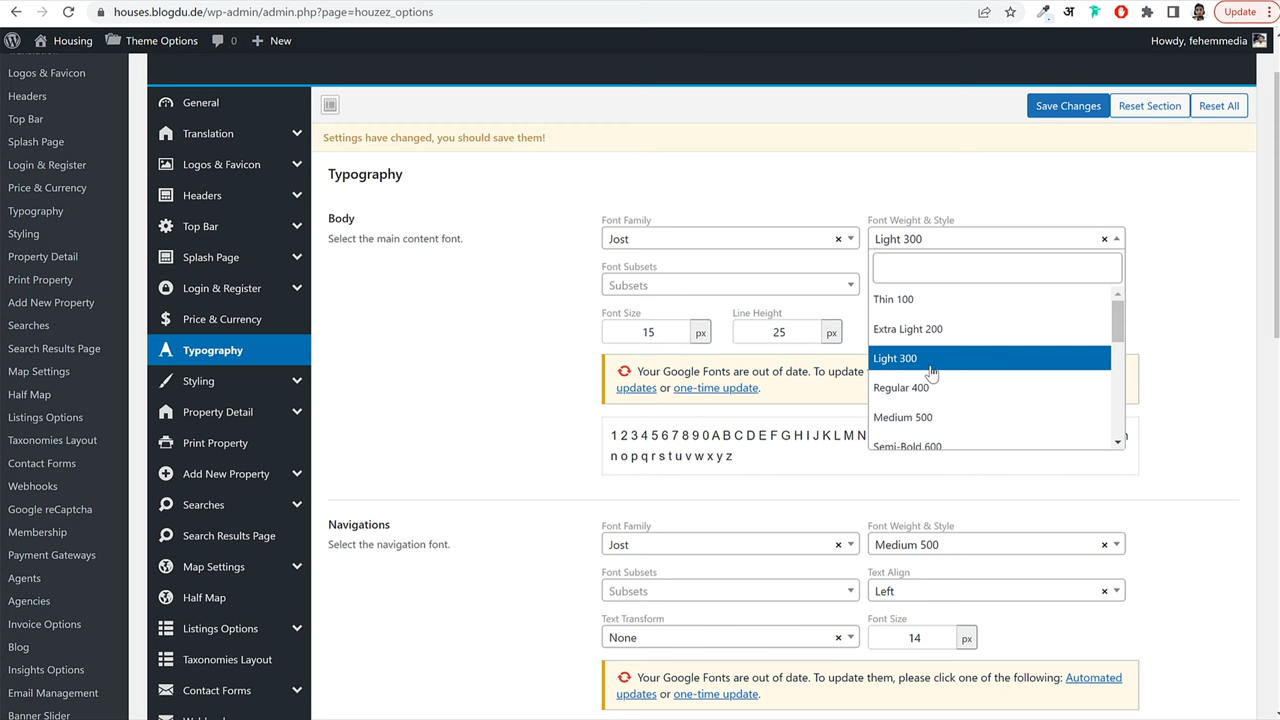 houses.blogdu.de/wp-admin/admin.php?page=houzez_options
अ
Update
Housing
Theme Options
0
New
Howdy, fehemmedia
Logos & Favicon
Headers
Top Bar
Splash Page
Login & Register
Price & Currency
Typography
Styling
Property Detail
Print Property
Add New Property
Searches
Search Results Page
Map Settings
Half Map
Listings Options
Taxonomies Layout
Contact Forms
Webhooks
Google reCaptcha
Membership
Payment Gateways
Agents
Agencies
Invoice Options
Blog
Insights Options
Email Management
Banner Slider
General
Translation
Logos & Favicon
Headers
Top Bar
Splash Page
Login & Register
Price & Currency
Typography
Styling
Property Detail
Print Property
Add New Property
Searches
Search Results Page
Map Settings
Half Map
Listings Options
Taxonomies Layout
Contact Forms
Save Changes
Reset Section
Reset All
Settings have changed, you should save them!
Typography
Body
Select the main content font.
Font Family
Jost
Font Weight & Style
Light 300
Thin 100
Extra Light 200
Light 300
Regular 400
Medium 500
Semi-Bold 600
Font Subsets
Subsets
Font Size
15 px
Line Height
25 px
Your Google Fonts are out of date. To update
updates or one-time update.
1 2 3 4 5 6 7 8 9 0 A B C D E F G H I J K L M N
n o p q r s t u v w x y z
Navigations
Select the navigation font.
Font Family
Jost
Font Weight & Style
Medium 500
Font Subsets
Subsets
Text Align
Left
Text Transform
None
Font Size
14 px
Your Google Fonts are out of date. To update them, please click one of the following: Automated
updates or one-time update.